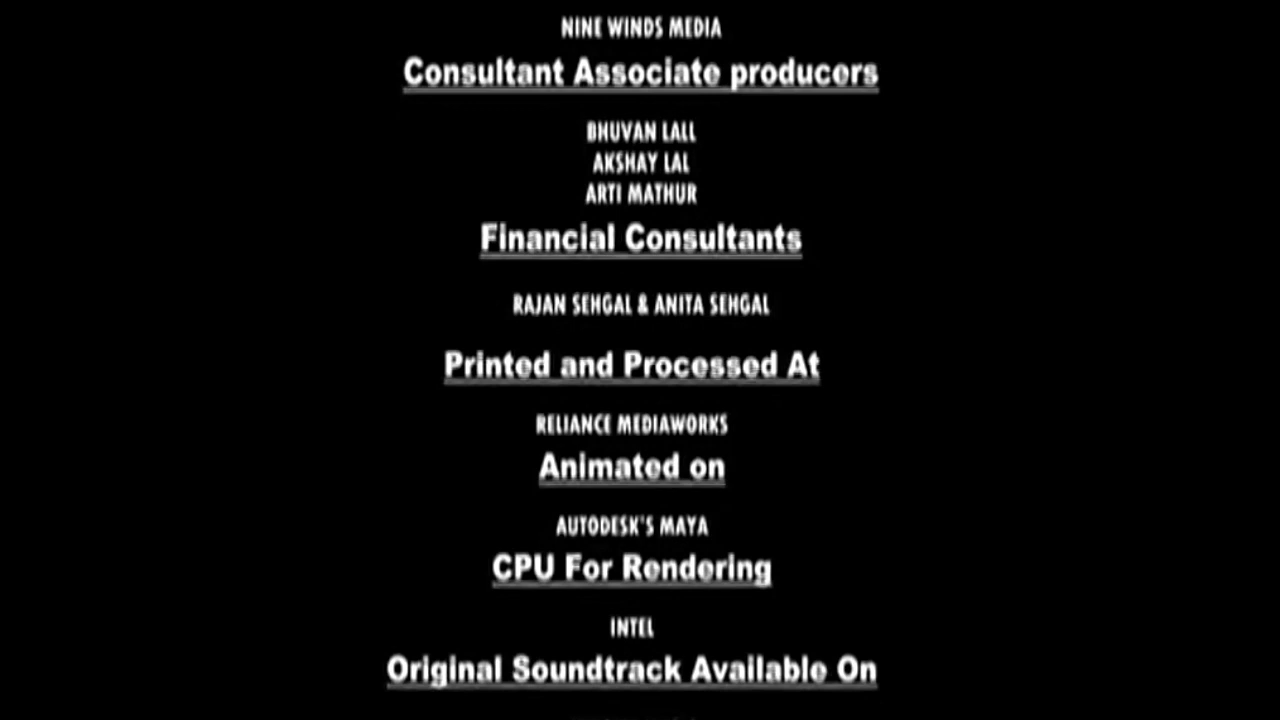 NINE WINDS MEDIA
Consultant Associate producers
BHUVAN LALL
AKSHAY LAL
ARTI MATHUR
Financial Consultants
RAJAN SEHGAL & ANITA SEHGAL
Printed and Processed At
RELIANCE MEDIAWORKS
Animated on
AUTODESK'S MAYA
CPU For Rendering
INTEL
Original Soundtrack Available On